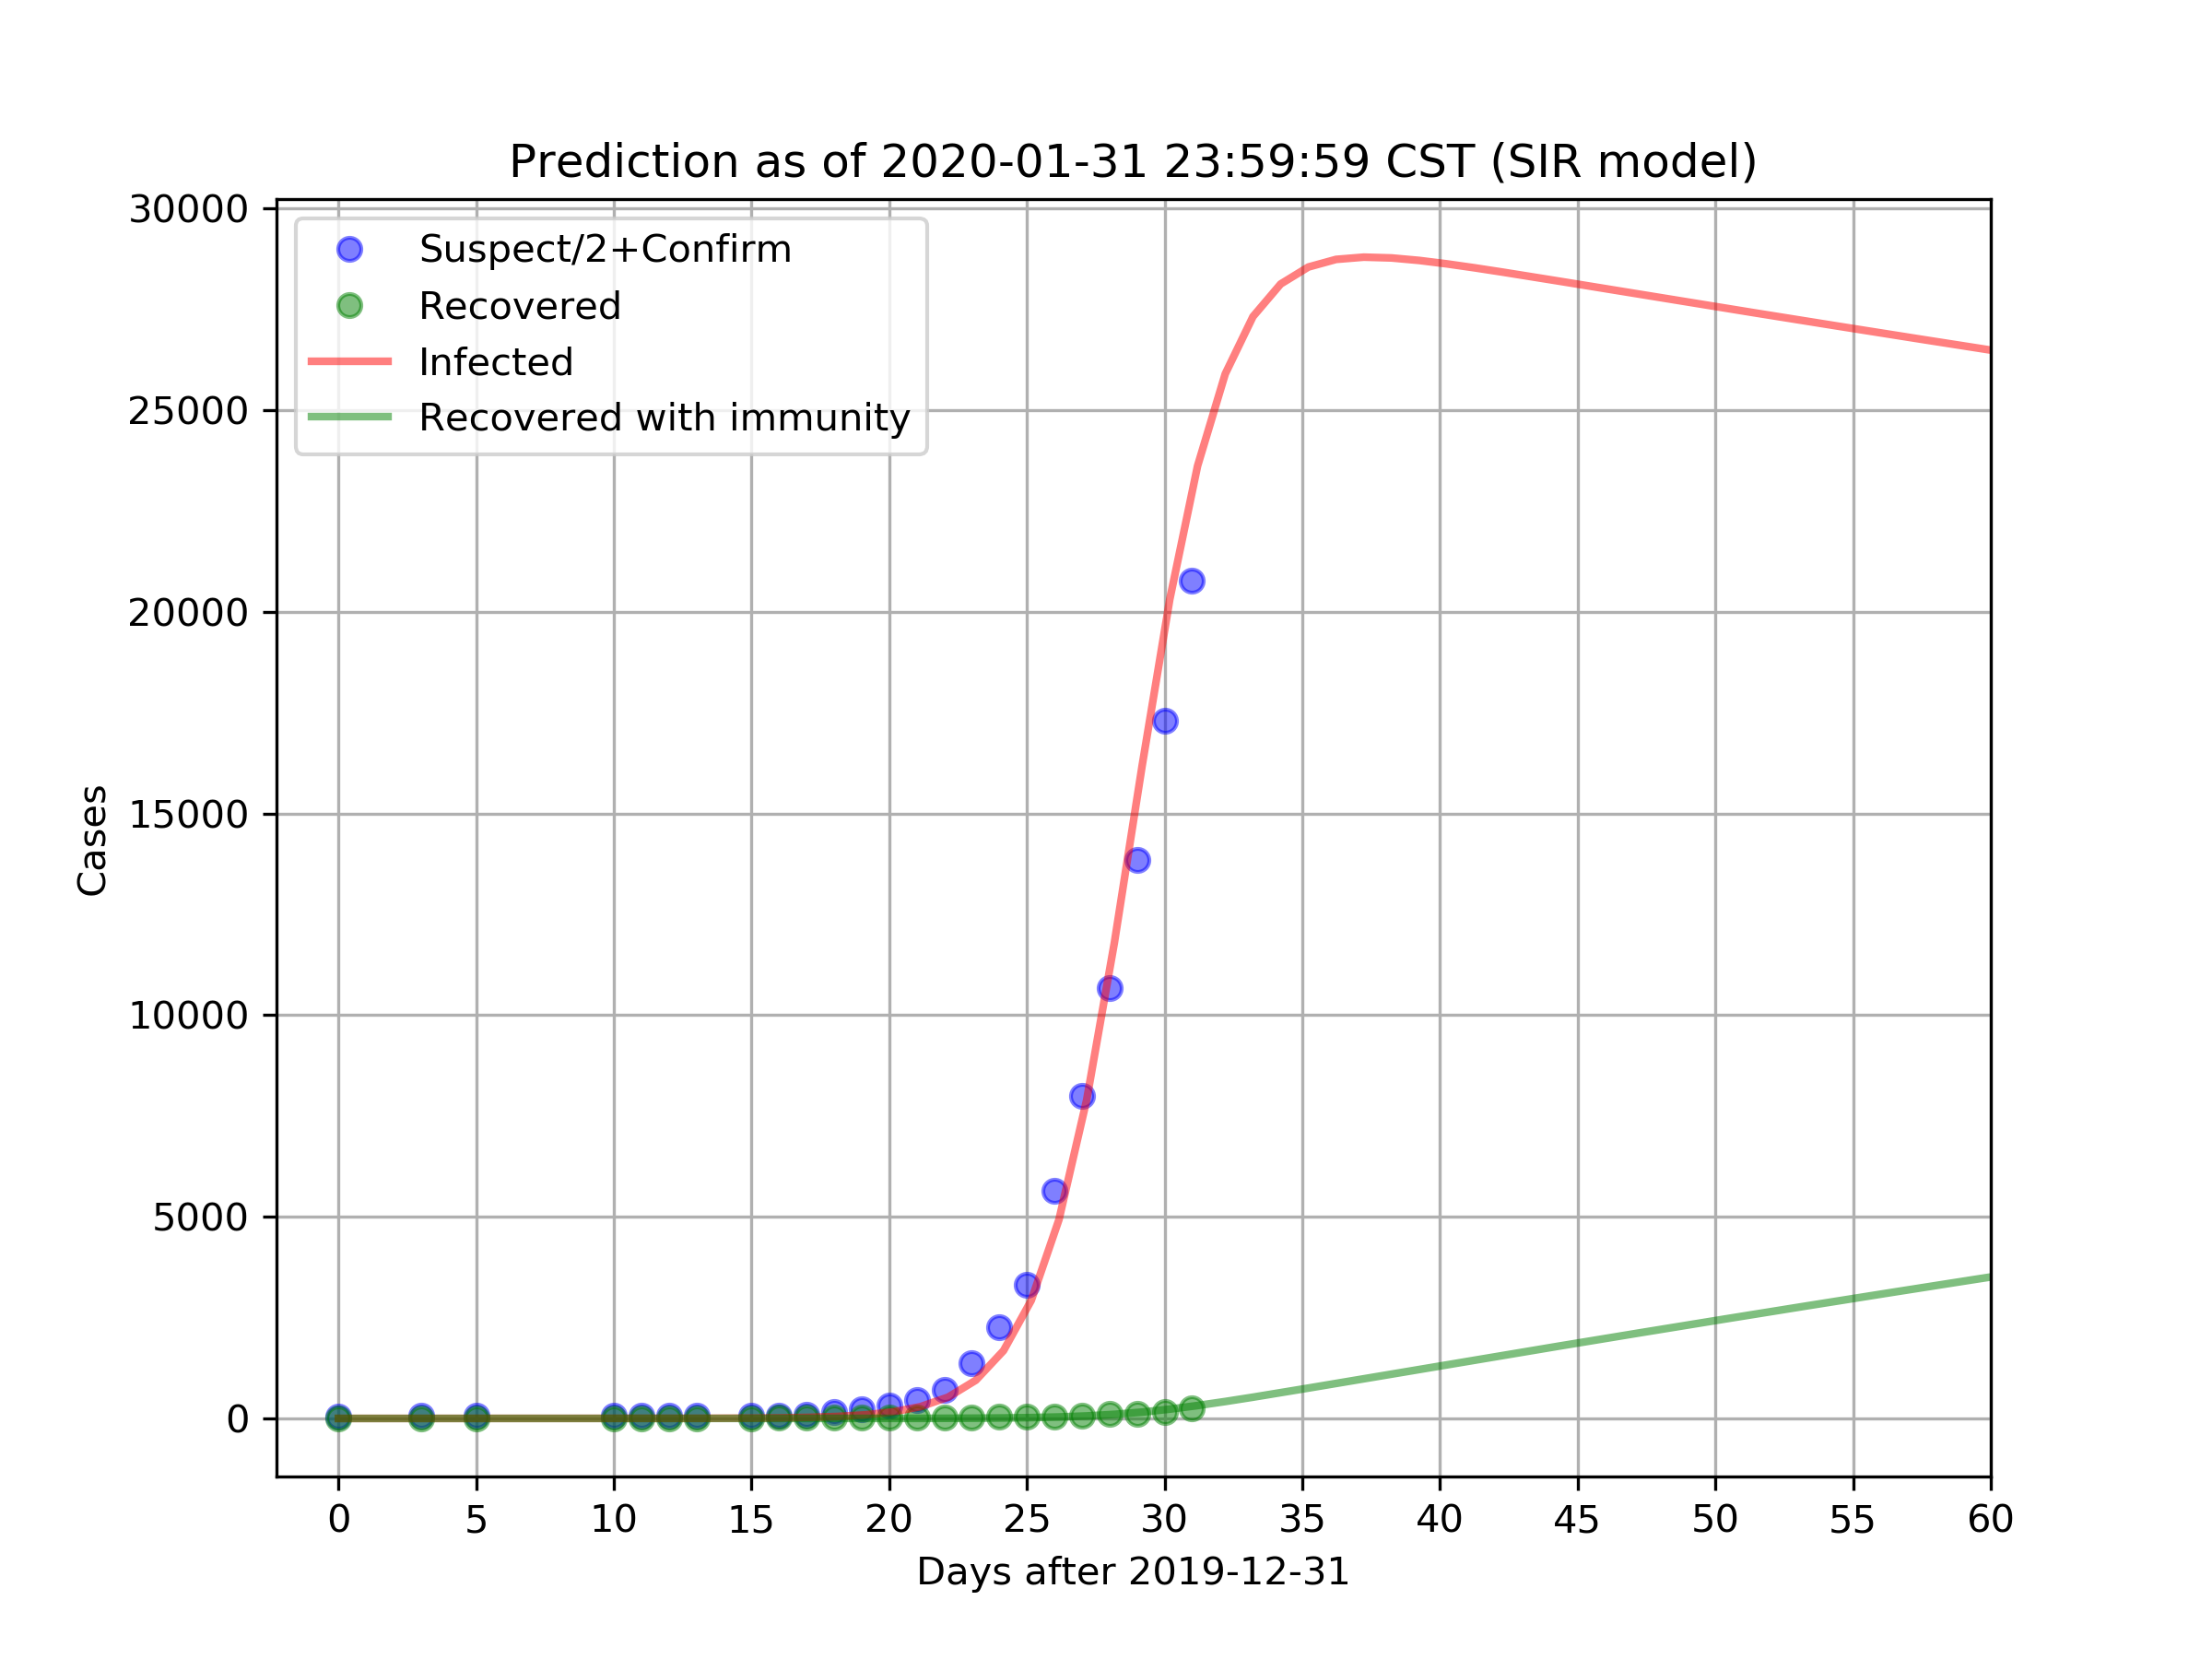 Prediction as of 2020-01-31 23:59:59 CST (SIR model)
30000
25000
20000
15000
10000
5000
0
Cases
Suspect/2+Confirm
Recovered
Infected
Recovered with immunity
0 5 10 15 20 25 30 35 40 45 50 55 60
Days after 2019-12-31